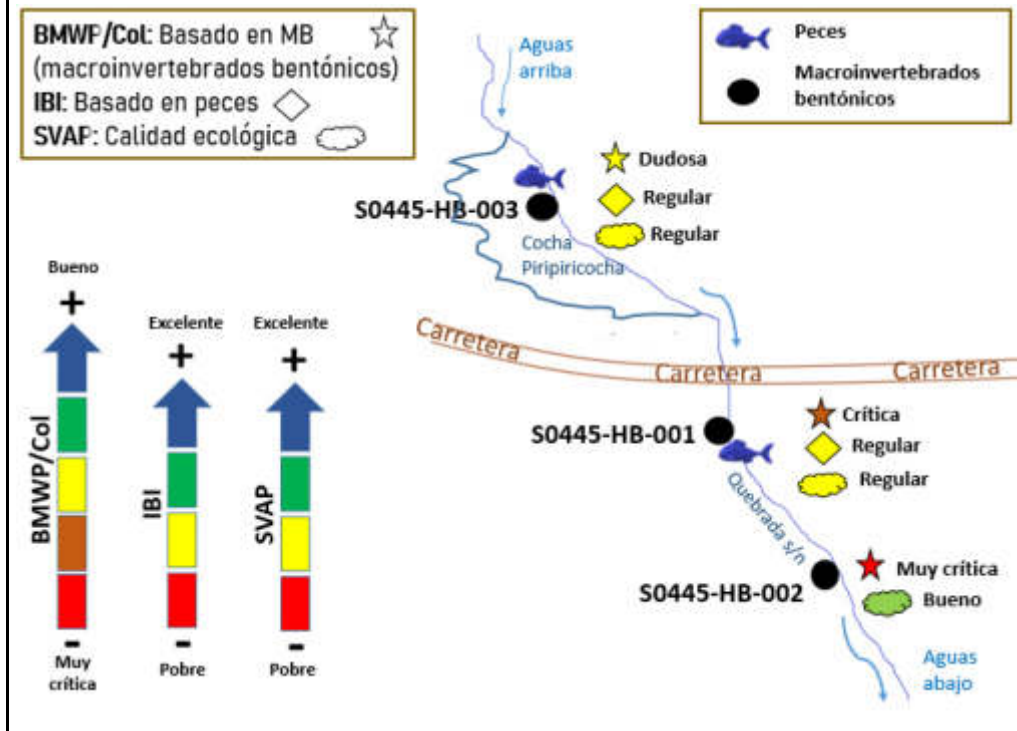 BMWP/Col: Basado en MB
(macroinvertebrados bentónicos)
IBI: Basado en peces
SVAP: Calidad ecológica
Peces
Macroinvertebrados
bentónicos
Aguas
arriba
Dudosa
Regular
Regular
S0445-HB-003
Cocha
Piripiricocha
Carretera
Carretera
Carretera
S0445-HB-001
Crítica
Regular
Regular
Quebrada s/n
S0445-HB-002
Muy crítica
Bueno
Aguas
abajo
Bueno
+
BMWP/Col
-
Muy
crítica
Excelente
+
IBI
-
Pobre
Excelente
+
SVAP
-
Pobre